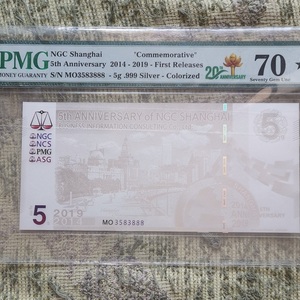 PMG
MONEY GUARANTY
NGC Shanghai "Commemorative"
5th Anniversary 2014 - 2019 - First Releases
S/N MO3583888 - 5g .999 Silver - Colorized
20th ANNIVERSARY
70 ★
Seventy Gem Unc
5th ANNIVERSARY of NGC SHANGHAI
5
NGC
NCS
PMG
ASG
5 2019
MO3583888